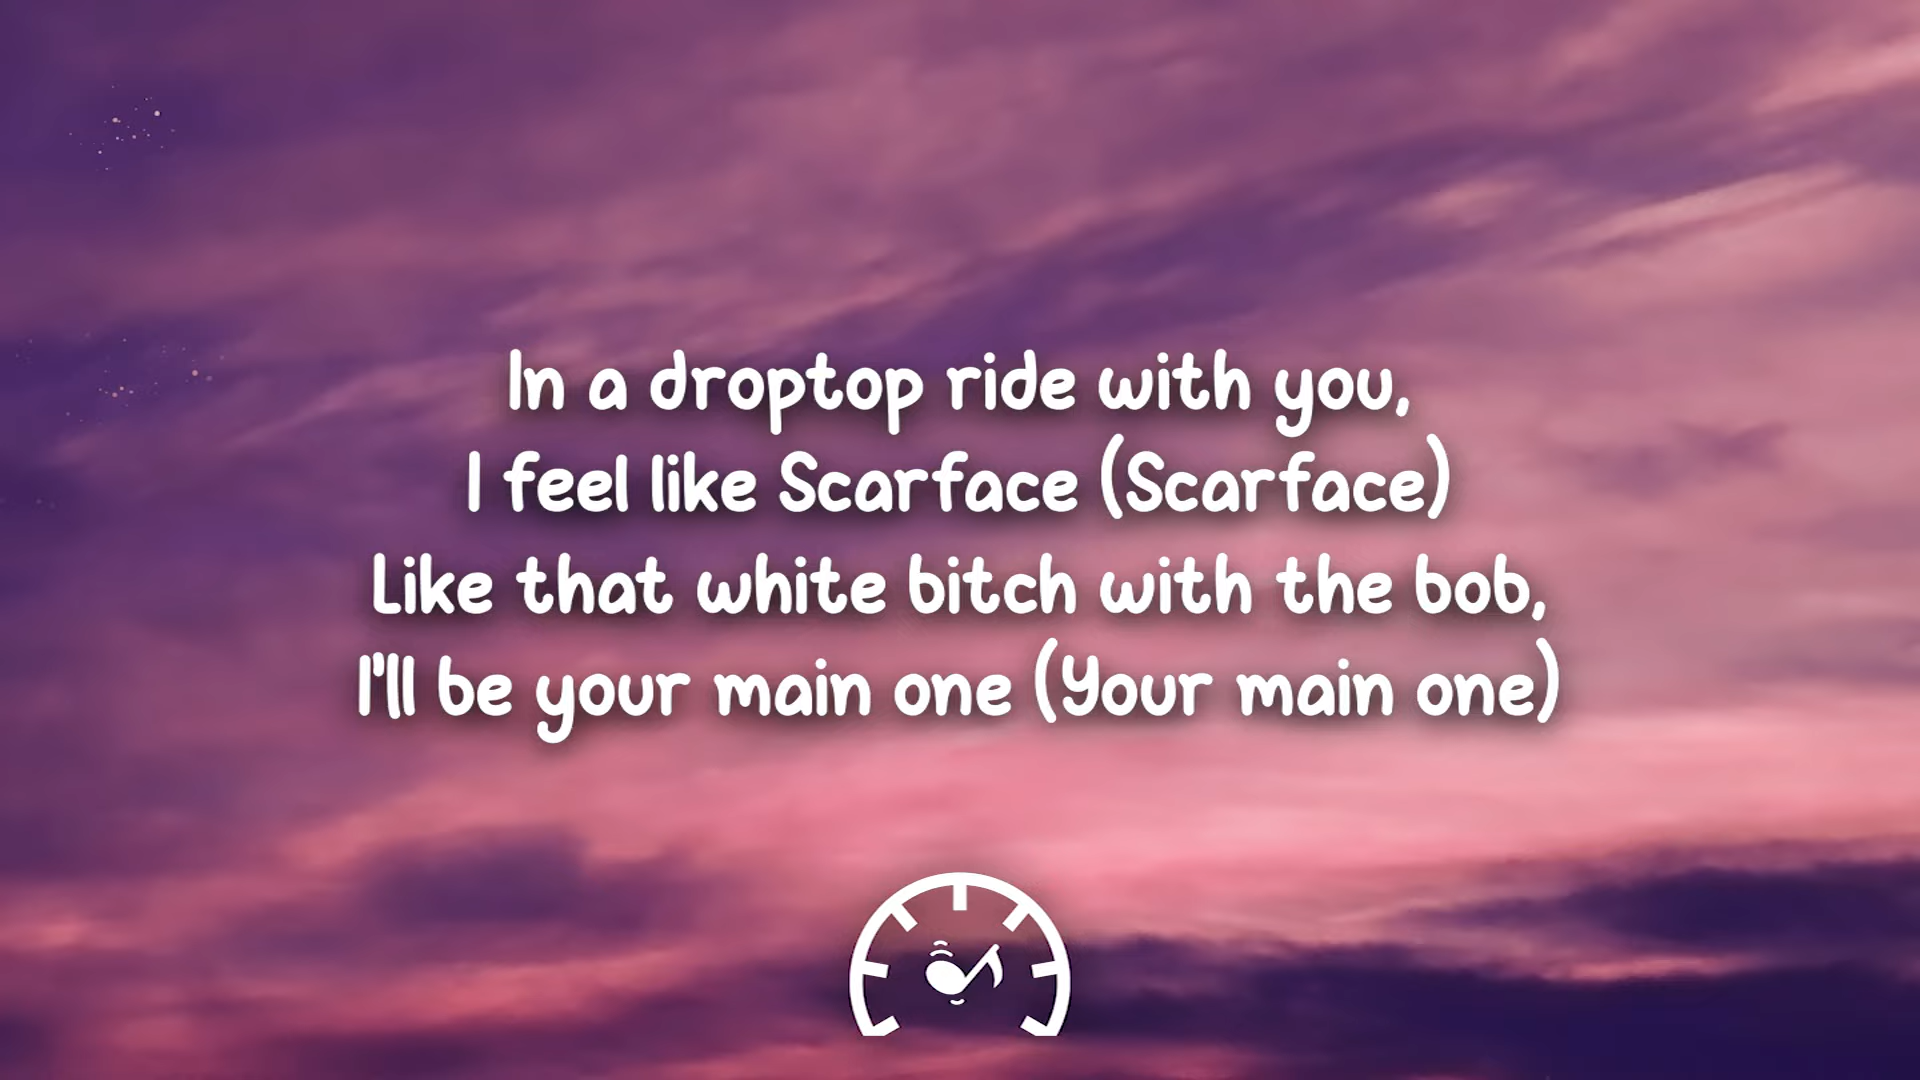 In a droptop ride with you,
I feel like Scarface (Scarface)
Like that white bitch with the bob,
I'll be your main one (Your main one)